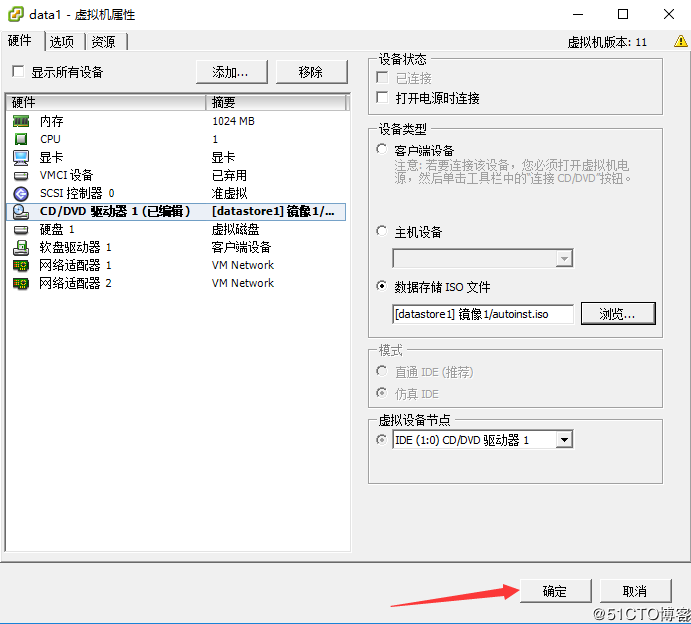 data1 - 虚拟机属性
硬件 选项 资源 虚拟机版本: 11
显示所有设备 添加... 移除
硬件 摘要
内存 1024 MB
CPU 1
显卡 显卡
VMCI 设备 已弃用
SCSI 控制器 0 准虚拟
CD/DVD 驱动器 1 (已编辑) [datastore1] 镜像1/...
硬盘 1 虚拟磁盘
软盘驱动器 1 客户端设备
网络适配器 1 VM Network
网络适配器 2 VM Network
设备状态
已连接
打开电源时连接
设备类型
客户端设备
注意: 若要连接该设备，您必须打开虚拟机电
源，然后单击工具栏中的“连接 CD/DVD”按钮。
主机设备
数据存储 ISO 文件
[datastore1] 镜像1/autoinst.iso 浏览...
模式
直通 IDE (推荐)
仿真 IDE
虚拟设备节点
IDE (1:0) CD/DVD 驱动器 1
确定 取消
@51CTO博客